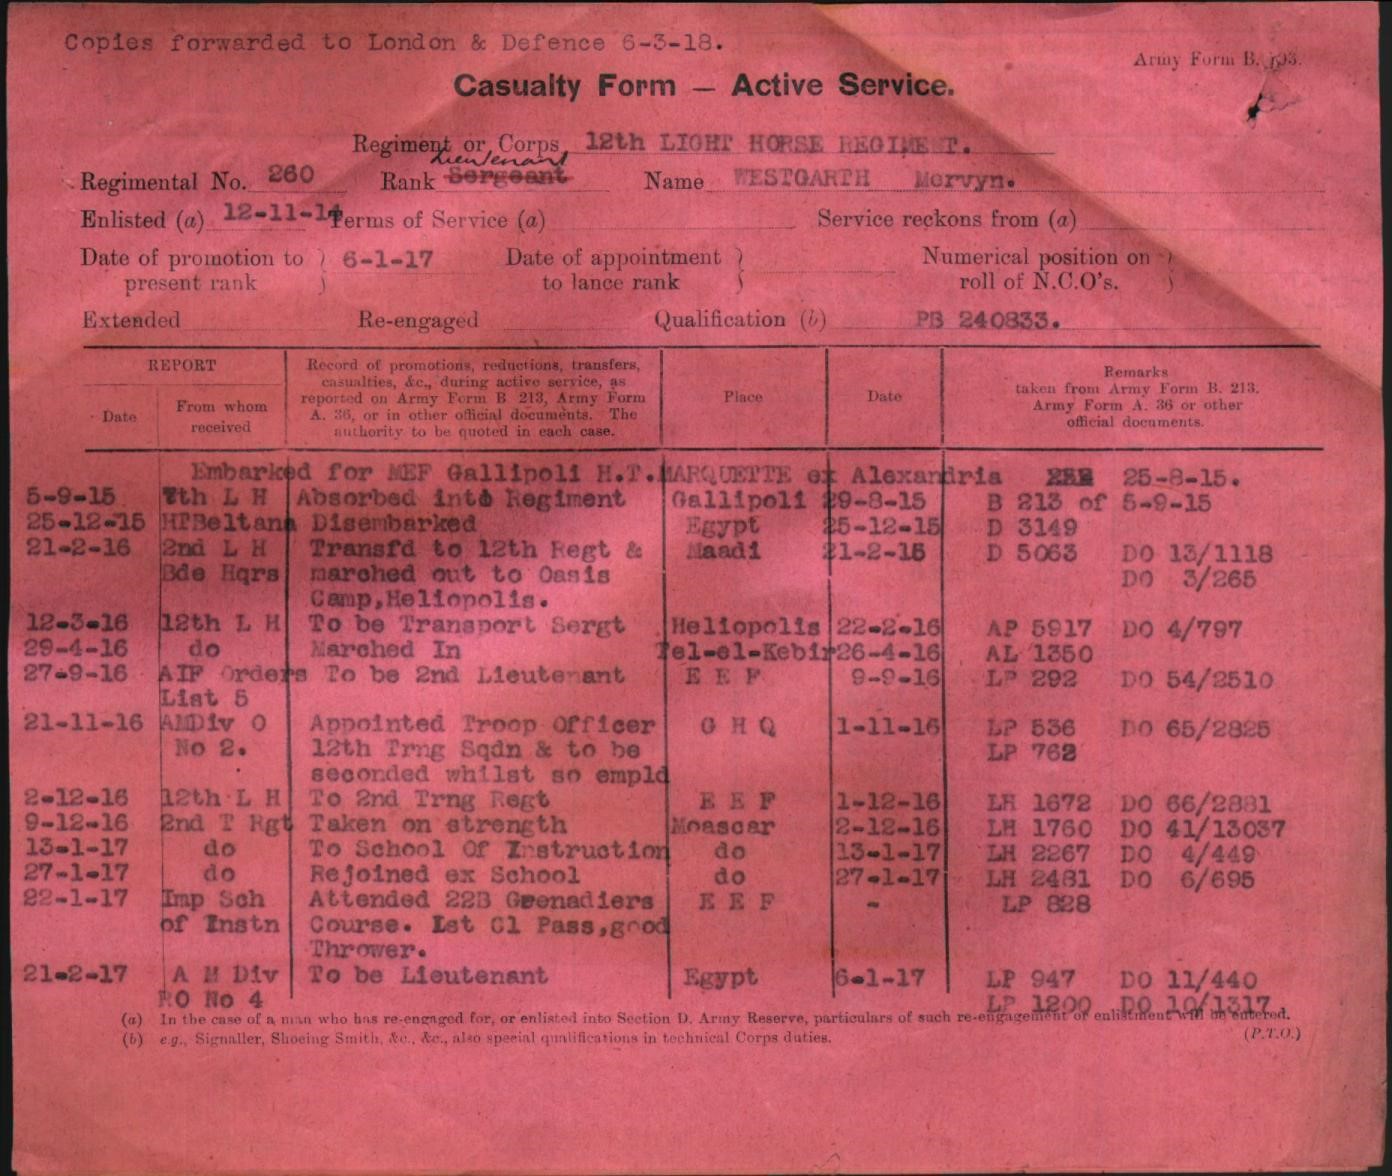 Copies forwarded to London & Defence 6-3-18.
Army Form B. 103.
Casualty Form — Active Service.
Regiment or Corps 12th LIGHT HORSE REGIMENT.
Lieutenant
Regimental No. 260 Rank Sergeant Name WESTGARTH Mervyn.
Enlisted (a) 12-11-14 Terms of Service (a) Service reckons from (a)
Date of promotion to present rank } 6-1-17 Date of appointment to lance rank } Numerical position on roll of N.C.O's. }
Extended Re-engaged Qualification (b) PB 240833.
REPORT
Date
From whom received
Record of promotions, reductions, transfers,
casualties, &c., during active service, as
reported on Army Form B 213, Army Form
A. 36, or in other official documents. The
authority to be quoted in each case.
Place
Date
Remarks
taken from Army Form B. 213.
Army Form A. 36 or other
official documents.
Embarked for MEF Gallipoli H.T.MARQUETTE ex Alexandria 25-8-15.
5-9-15 7th L H Absorbed into Regiment Gallipoli 29-8-15 B 213 of 5-9-15
25-12-15 HTBeltana Disembarked Egypt 25-12-15 D 3149
21-2-16 2nd L H Transfd to 12th Regt & Maadi 21-2-16 D 5063 DO 13/1118
Bde Hqrs marched out to Oasis DO 3/265
Camp,Heliopolis.
12-3-16 12th L H To be Transport Sergt Heliopolis 22-2-16 AP 5917 DO 4/797
29-4-16 do Marched In Tel-el-Kebir 26-4-16 AL 1350
27-9-16 AIF Orders To be 2nd Lieutenant E E F 9-9-16 LP 292 DO 54/2510
List 5
21-11-16 AMDiv O Appointed Troop Officer G H Q 1-11-16 LP 536 DO 65/2825
No 2. 12th Trng Sqdn & to be LP 762
seconded whilst so empld
2-12-16 12th L H To 2nd Trng Regt E E F 1-12-16 LH 1672 DO 66/2881
9-12-16 2nd T Rgt Taken on strength Moascar 2-12-16 LH 1760 DO 41/13037
13-1-17 do To School Of Instruction do 13-1-17 LH 2267 DO 4/449
27-1-17 do Rejoined ex School do 27-1-17 LH 2481 DO 6/695
22-1-17 Imp Sch Attended 22B Grenadiers E E F - LP 828
of Instn Course. 1st Cl Pass,good
Thrower.
21-2-17 A M Div To be Lieutenant Egypt 6-1-17 LP 947 DO 11/440
RO No 4 LP 1200 DO 10/1317
(a) In the case of a man who has re-engaged for, or enlisted into Section D. Army Reserve, particulars of such re-engagement or enlistment will be entered.
(b) e.g., Signaller, Shoeing Smith, &c., &c., also special qualifications in technical Corps duties. (P.T.O.)